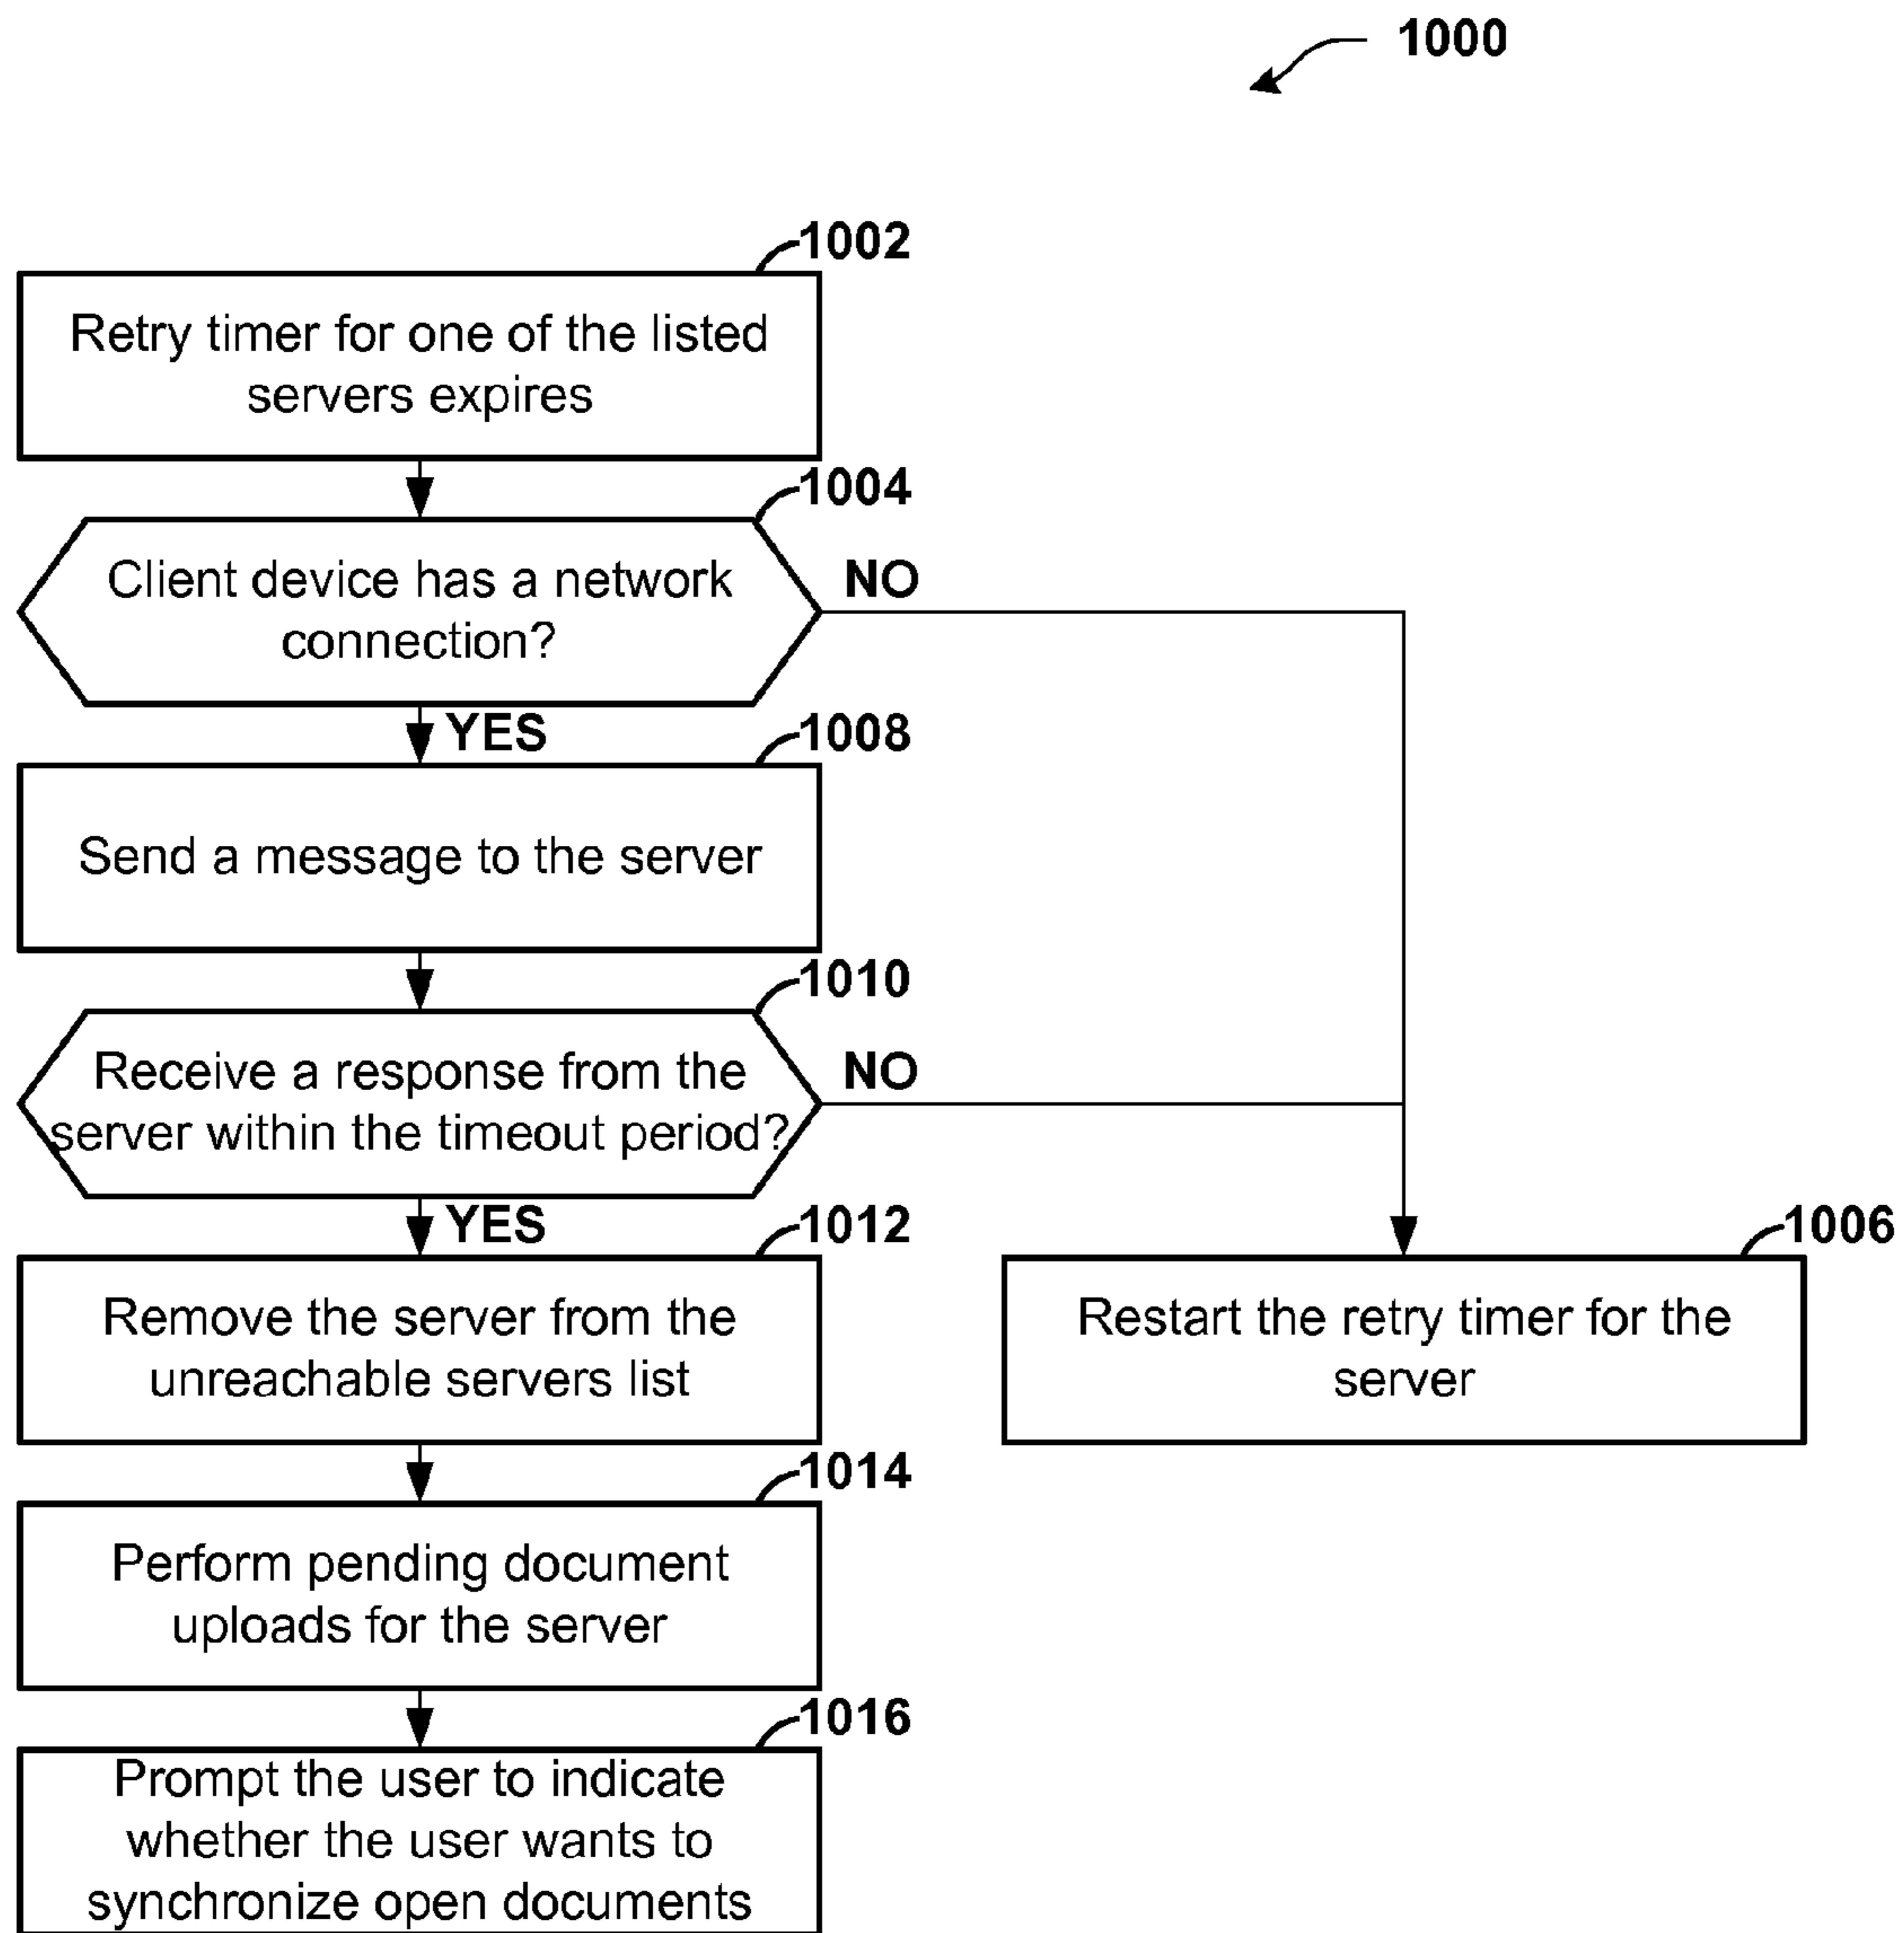 1000
1002
Retry timer for one of the listed
servers expires
1004
Client device has a network
connection?
NO
YES
1008
Send a message to the server
1010
Receive a response from the
server within the timeout period?
NO
YES
1012
Remove the server from the
unreachable servers list
1006
Restart the retry timer for the
server
1014
Perform pending document
uploads for the server
1016
Prompt the user to indicate
whether the user wants to
synchronize open documents